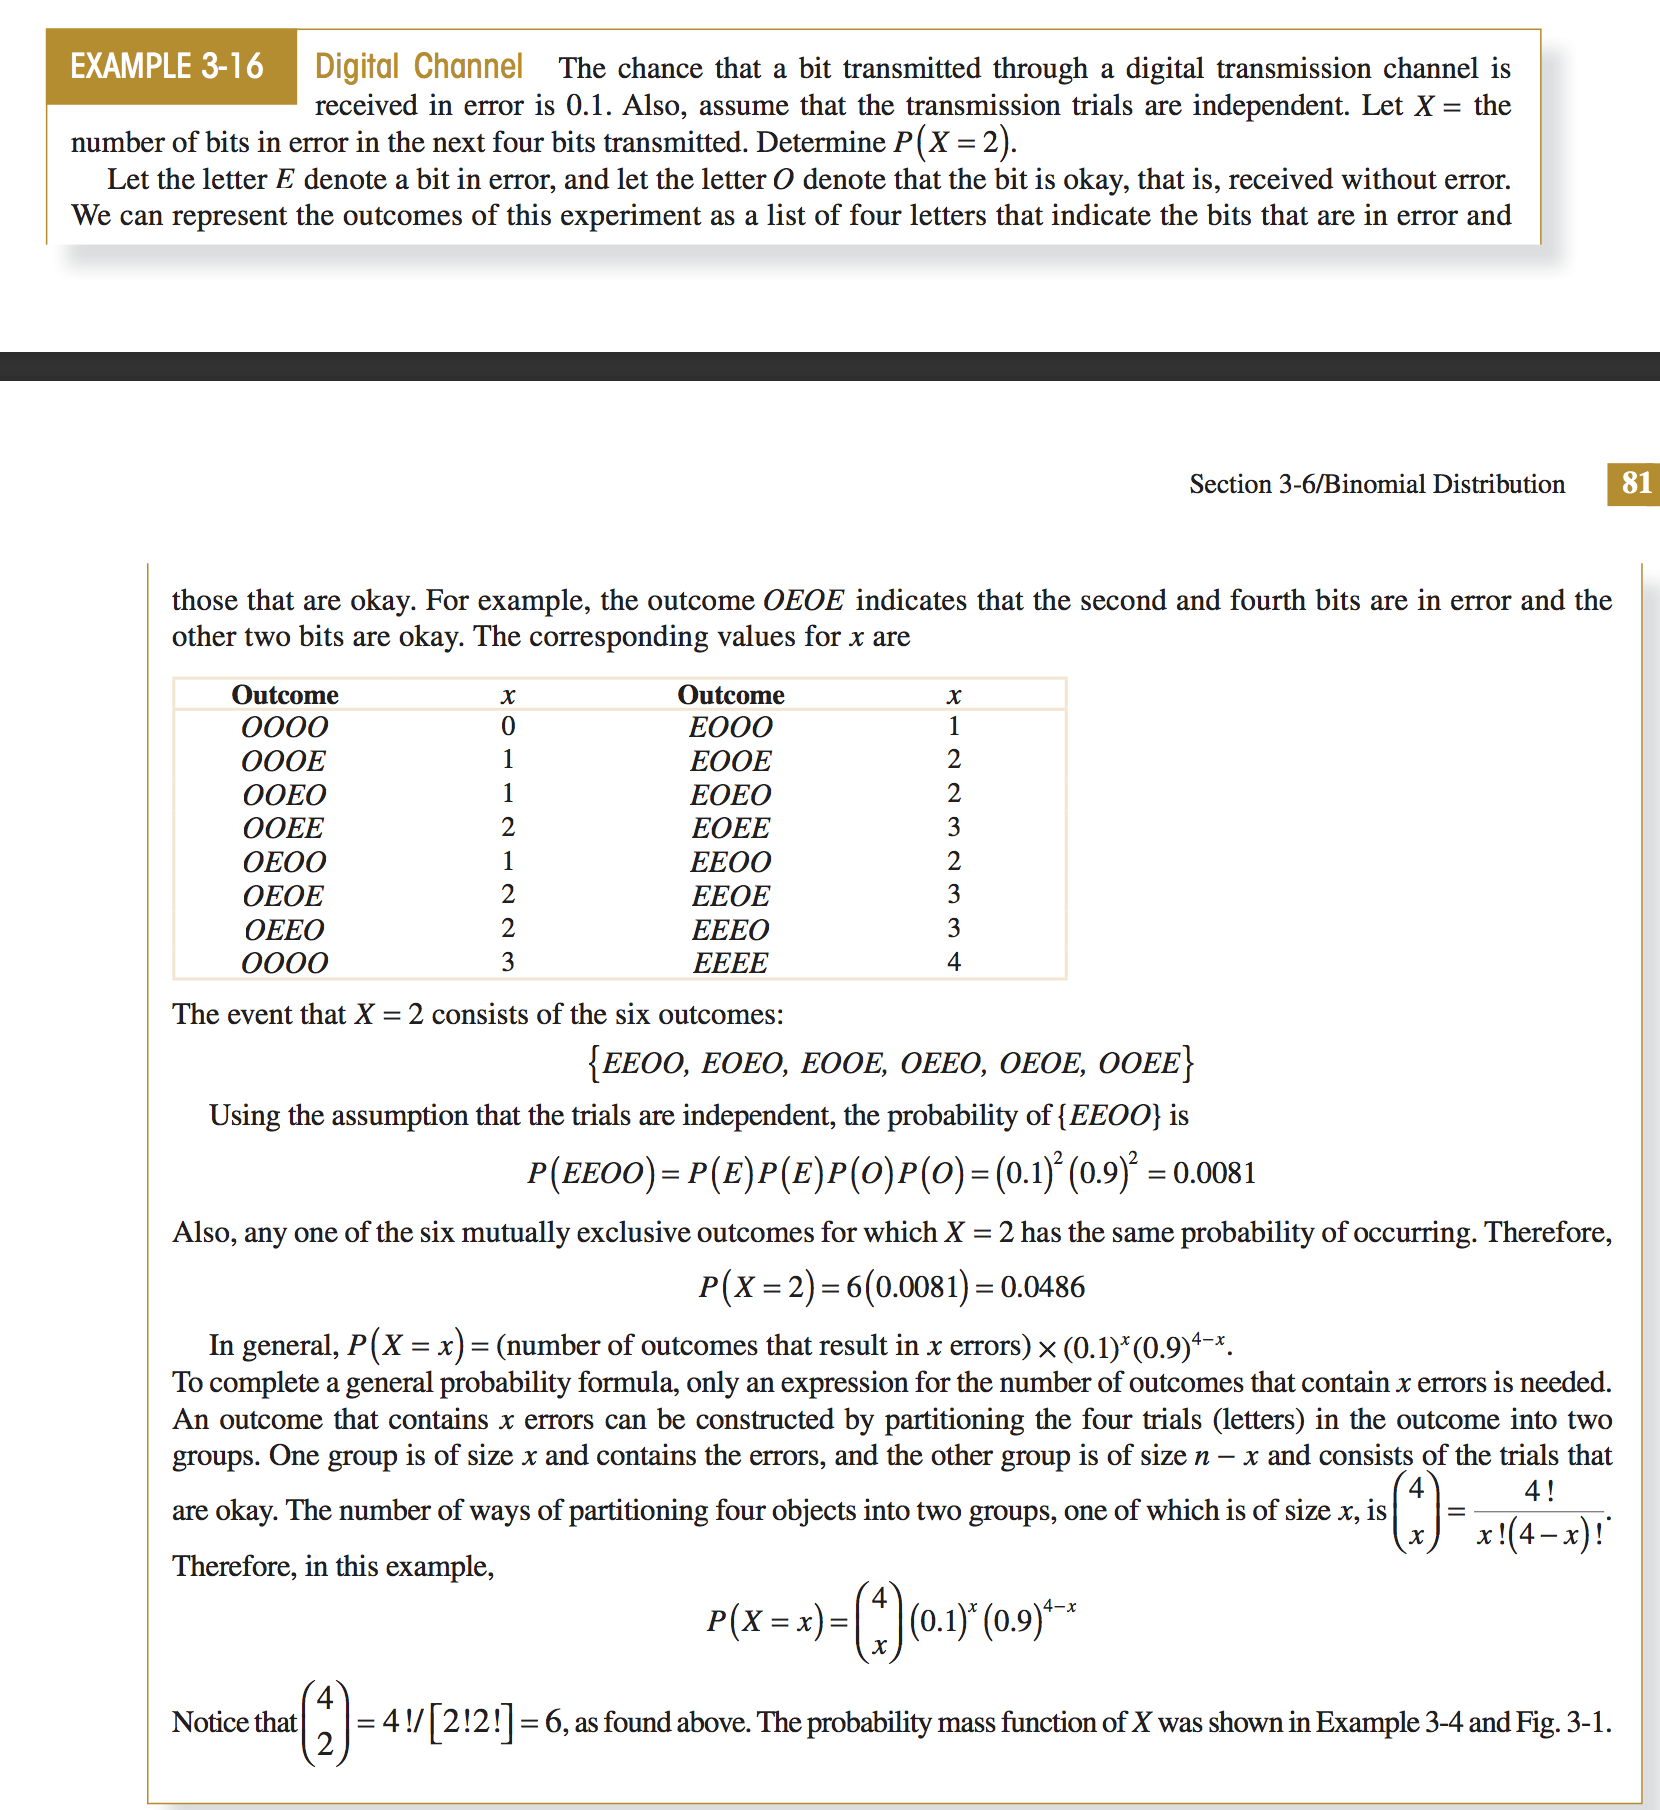 EXAMPLE 3-16 Digital Channel The chance that a bit transmitted through a digital transmission channel is
received in error is 0.1. Also, assume that the transmission trials are independent. Let X = the
number of bits in error in the next four bits transmitted. Determine P(X = 2).
Let the letter E denote a bit in error, and let the letter O denote that the bit is okay, that is, received without error.
We can represent the outcomes of this experiment as a list of four letters that indicate the bits that are in error and
Section 3-6/Binomial Distribution 81
those that are okay. For example, the outcome OEOE indicates that the second and fourth bits are in error and the
other two bits are okay. The corresponding values for x are
Outcome x Outcome x
OOOO 0 EOOO 1
OOOE 1 EOOE 2
OOEO 1 EOEO 2
OOEE 2 EOEE 3
OEOO 1 EEOO 2
OEOE 2 EEOE 3
OEEO 2 EEEO 3
OOOO 3 EEEE 4
The event that X = 2 consists of the six outcomes:
{EEOO, EOEO, EOOE, OEEO, OEOE, OOEE}
Using the assumption that the trials are independent, the probability of {EEOO} is
P(EEOO) = P(E)P(E)P(O)P(O) = (0.1)² (0.9)² = 0.0081
Also, any one of the six mutually exclusive outcomes for which X = 2 has the same probability of occurring. Therefore,
P(X = 2) = 6(0.0081) = 0.0486
In general, P(X = x) = (number of outcomes that result in x errors) × (0.1)ˣ(0.9)⁴⁻ˣ.
To complete a general probability formula, only an expression for the number of outcomes that contain x errors is needed.
An outcome that contains x errors can be constructed by partitioning the four trials (letters) in the outcome into two
groups. One group is of size x and contains the errors, and the other group is of size n − x and consists of the trials that
are okay. The number of ways of partitioning four objects into two groups, one of which is of size x, is (4 x) = 4! / x!(4 − x)!.
Therefore, in this example,
P(X = x) = (4 x) (0.1)ˣ (0.9)⁴⁻ˣ
Notice that (4 2) = 4!/[2!2!] = 6, as found above. The probability mass function of X was shown in Example 3-4 and Fig. 3-1.